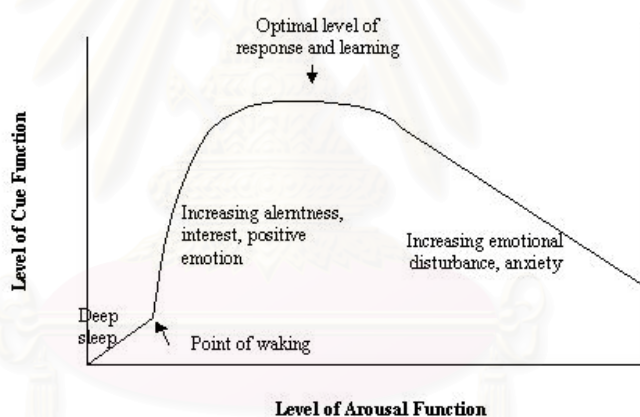 Optimal level of
response and learning
Level of Cue Function
Increasing alerntness,
interest, positive
emotion
Increasing emotional
disturbance, anxiety
Deep
sleep
Point of waking
Level of Arousal Function